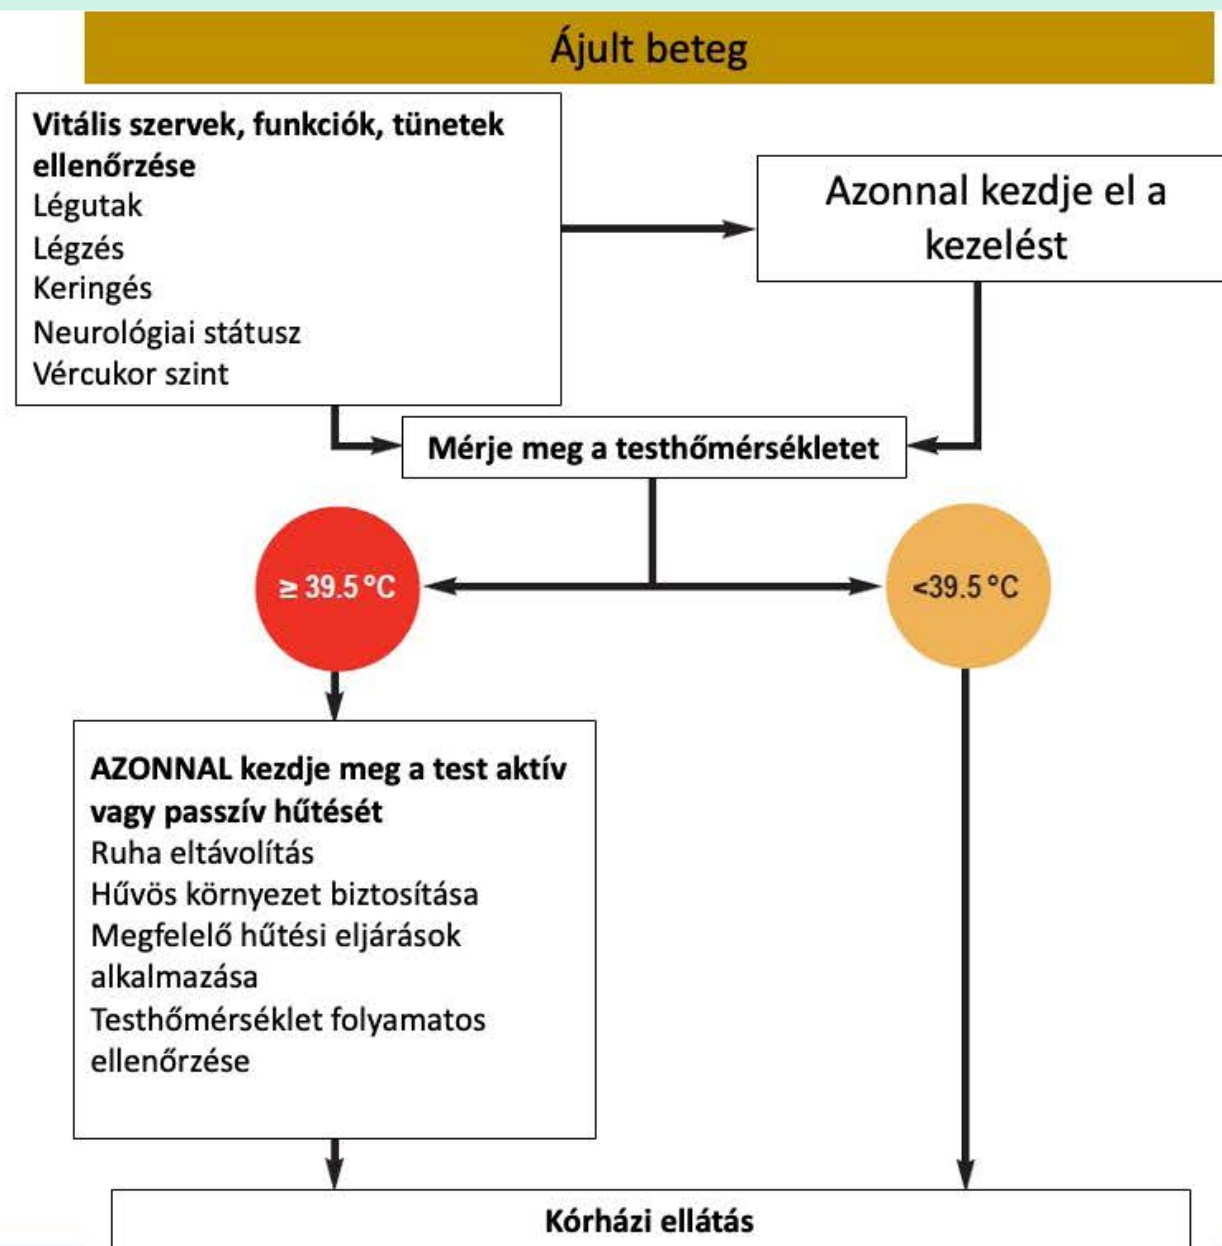 Ájult beteg
Vitális szervek, funkciók, tünetek
ellenőrzése
Légutak
Légzés
Keringés
Neurológiai státusz
Vércukor szint
Azonnal kezdje el a
kezelést
Mérje meg a testhőmérsékletet
≥ 39.5 °C
<39.5 °C
AZONNAL kezdje meg a test aktív
vagy passzív hűtését
Ruha eltávolítás
Hűvös környezet biztosítása
Megfelelő hűtési eljárások
alkalmazása
Testhőmérséklet folyamatos
ellenőrzése
Kórházi ellátás